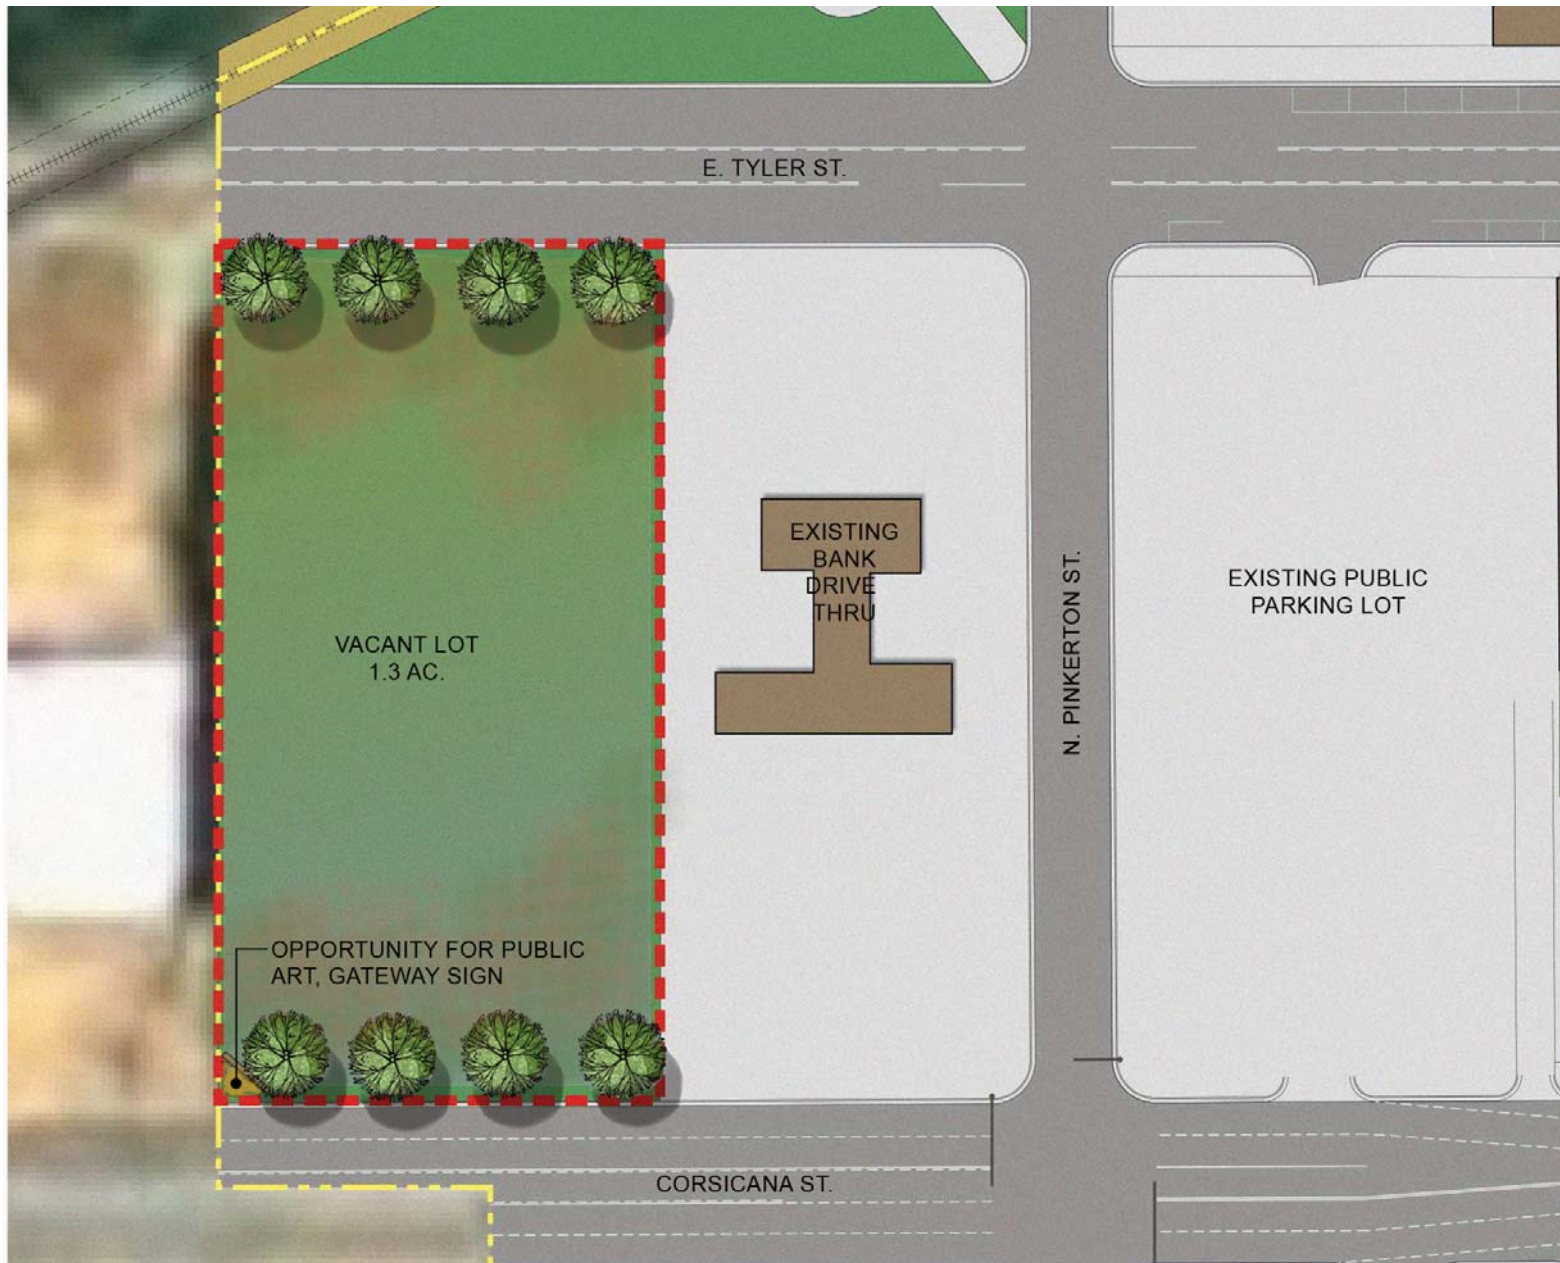 E. TYLER ST.
EXISTING
BANK
DRIVE
THRU
N. PINKERTON ST.
EXISTING PUBLIC
PARKING LOT
VACANT LOT
1.3 AC.
OPPORTUNITY FOR PUBLIC
ART, GATEWAY SIGN
CORSICANA ST.